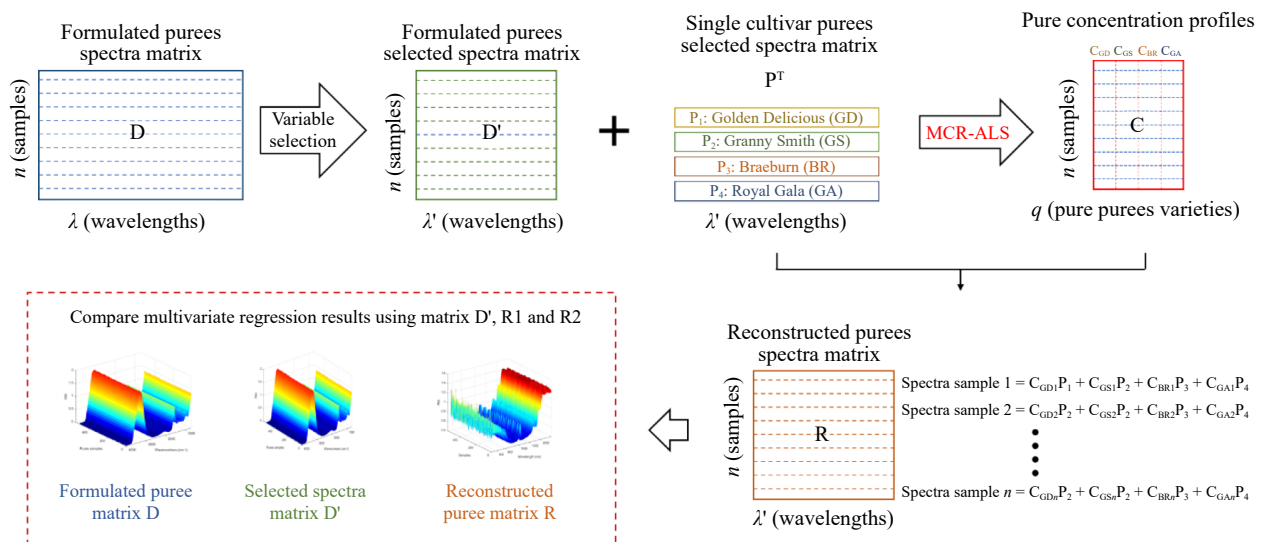 Formulated purees
spectra matrix
n (samples)
D
λ (wavelengths)
Variable
selection
Formulated purees
selected spectra matrix
n (samples)
D'
λ' (wavelengths)
+
Single cultivar purees
selected spectra matrix
Pᵀ
P₁: Golden Delicious (GD)
P₂: Granny Smith (GS)
P₃: Braeburn (BR)
P₄: Royal Gala (GA)
λ' (wavelengths)
MCR-ALS
Pure concentration profiles
C_GD C_GS C_BR C_GA
n (samples)
C
q (pure purees varieties)
Compare multivariate regression results using matrix D', R1 and R2
Formulated puree
matrix D
Selected spectra
matrix D'
Reconstructed
puree matrix R
Reconstructed purees
spectra matrix
n (samples)
R
λ' (wavelengths)
Spectra sample 1 = C_GD1P₁ + C_GS1P₂ + C_BR1P₃ + C_GA1P₄
Spectra sample 2 = C_GD2P₂ + C_GS2P₂ + C_BR2P₃ + C_GA2P₄
Spectra sample n = C_GDnP₂ + C_GSnP₂ + C_BRnP₃ + C_GAnP₄